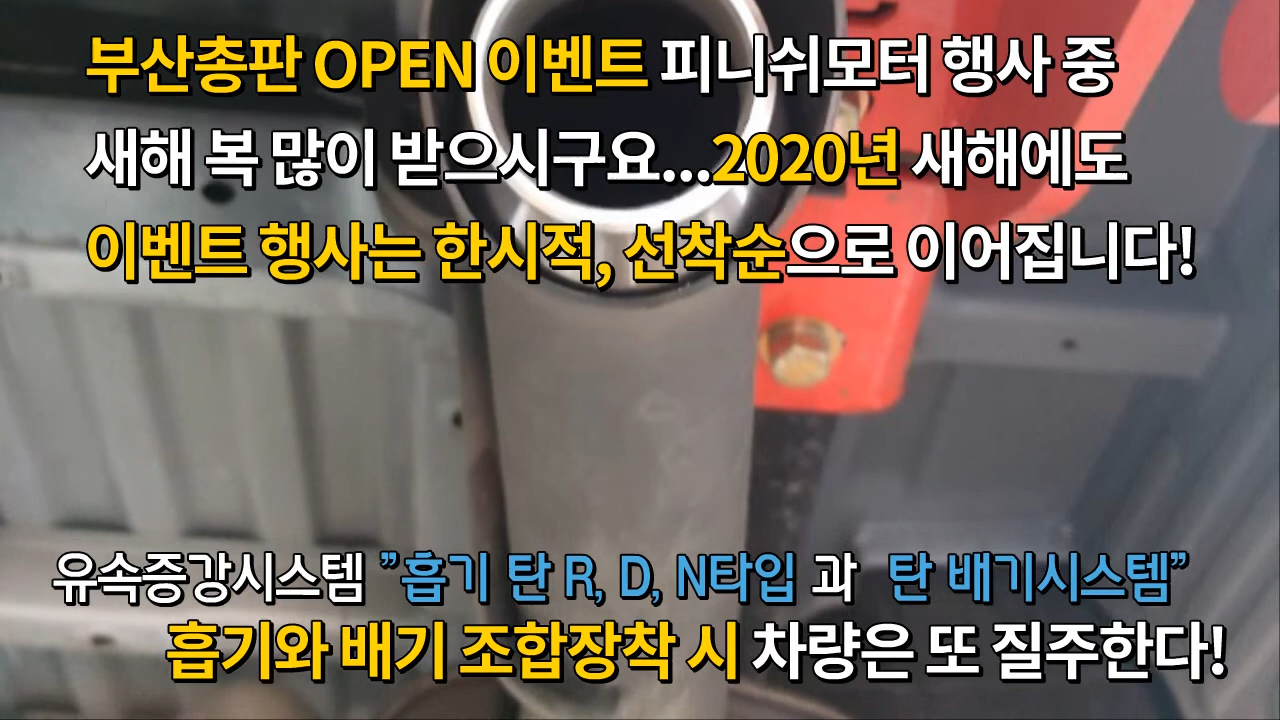 부산총판 OPEN 이벤트 피니쉬모터 행사 중
새해 복 많이 받으시구요...2020년 새해에도
이벤트 행사는 한시적, 선착순으로 이어집니다!
유속증강시스템 "흡기 탄 R, D, N타입 과 탄 배기시스템"
흡기와 배기 조합장착 시 차량은 또 질주한다!